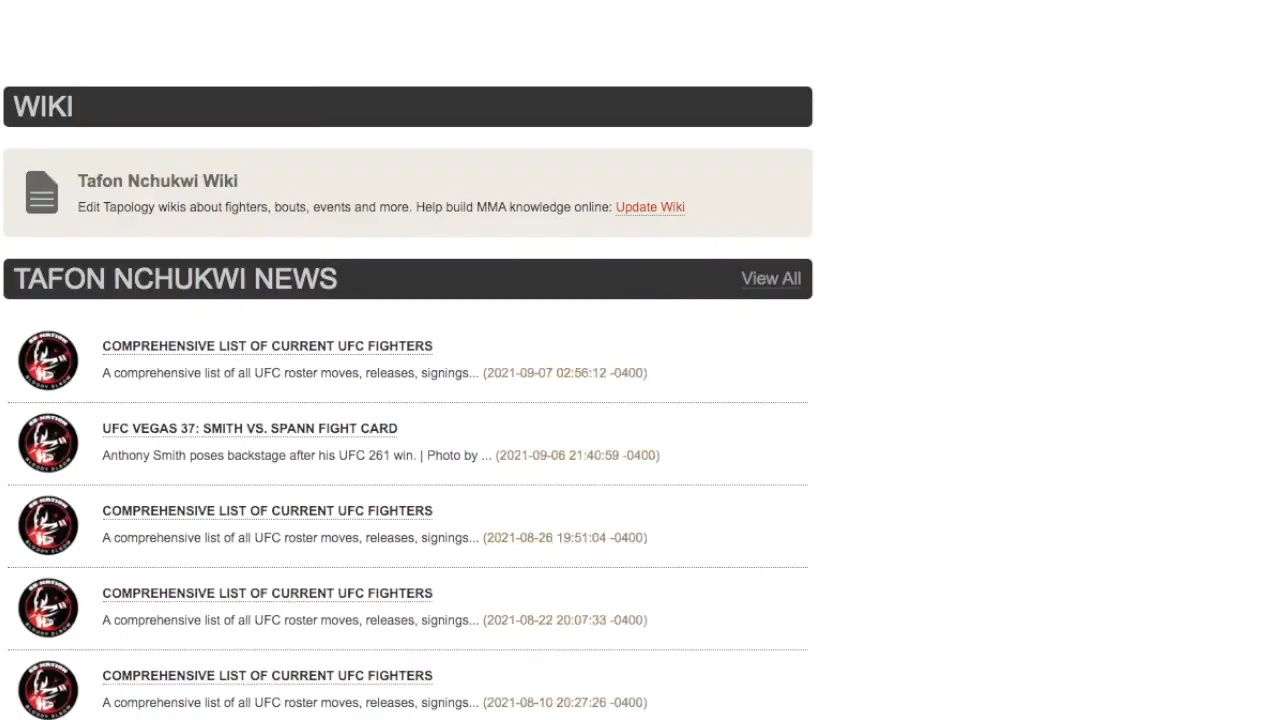 WIKI
Tafon Nchukwi Wiki
Edit Tapology wikis about fighters, bouts, events and more. Help build MMA knowledge online: Update Wiki
TAFON NCHUKWI NEWS View All
COMPREHENSIVE LIST OF CURRENT UFC FIGHTERS
A comprehensive list of all UFC roster moves, releases, signings... (2021-09-07 02:56:12 -0400)
UFC VEGAS 37: SMITH VS. SPANN FIGHT CARD
Anthony Smith poses backstage after his UFC 261 win. | Photo by ... (2021-09-06 21:40:59 -0400)
COMPREHENSIVE LIST OF CURRENT UFC FIGHTERS
A comprehensive list of all UFC roster moves, releases, signings... (2021-08-26 19:51:04 -0400)
COMPREHENSIVE LIST OF CURRENT UFC FIGHTERS
A comprehensive list of all UFC roster moves, releases, signings... (2021-08-22 20:07:33 -0400)
COMPREHENSIVE LIST OF CURRENT UFC FIGHTERS
A comprehensive list of all UFC roster moves, releases, signings... (2021-08-10 20:27:26 -0400)